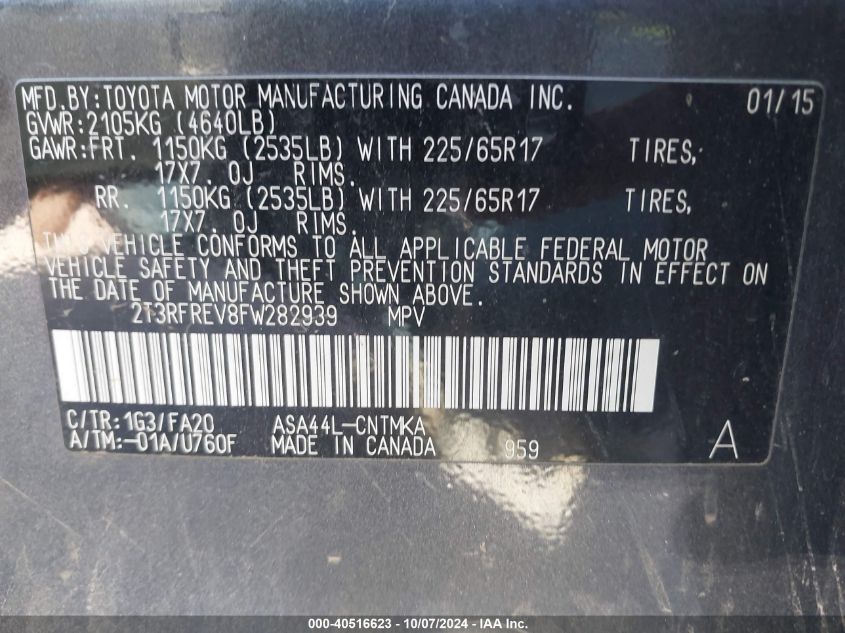 MFD.BY:TOYOTA MOTOR MANUFACTURING CANADA INC. 01/15
GVWR:2105KG (4640LB)
GAWR:FRT. 1150KG (2535LB) WITH 225/65R17 TIRES,
17X7. 0J RIMS.
RR. 1150KG (2535LB) WITH 225/65R17 TIRES,
17X7. 0J RIMS.
THIS VEHICLE CONFORMS TO ALL APPLICABLE FEDERAL MOTOR
VEHICLE SAFETY AND THEFT PREVENTION STANDARDS IN EFFECT ON
THE DATE OF MANUFACTURE SHOWN ABOVE.
2T3RFREV8FW282939 MPV
C/TR:1G3/FA20 ASA44L-CNTMKA
A/TM:-01A/U760F MADE IN CANADA 959 A
000-40516623 - 10/07/2024 - IAA Inc.